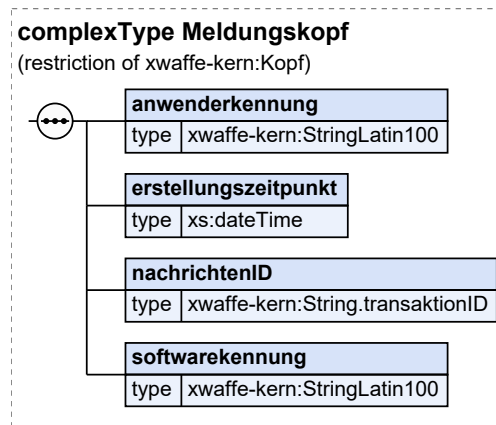 complexType Meldungskopf
(restriction of xwaffe-kern:Kopf)
anwenderkennung
type xwaffe-kern:StringLatin100
erstellungszeitpunkt
type xs:dateTime
nachrichtenID
type xwaffe-kern:String.transaktionID
softwarekennung
type xwaffe-kern:StringLatin100